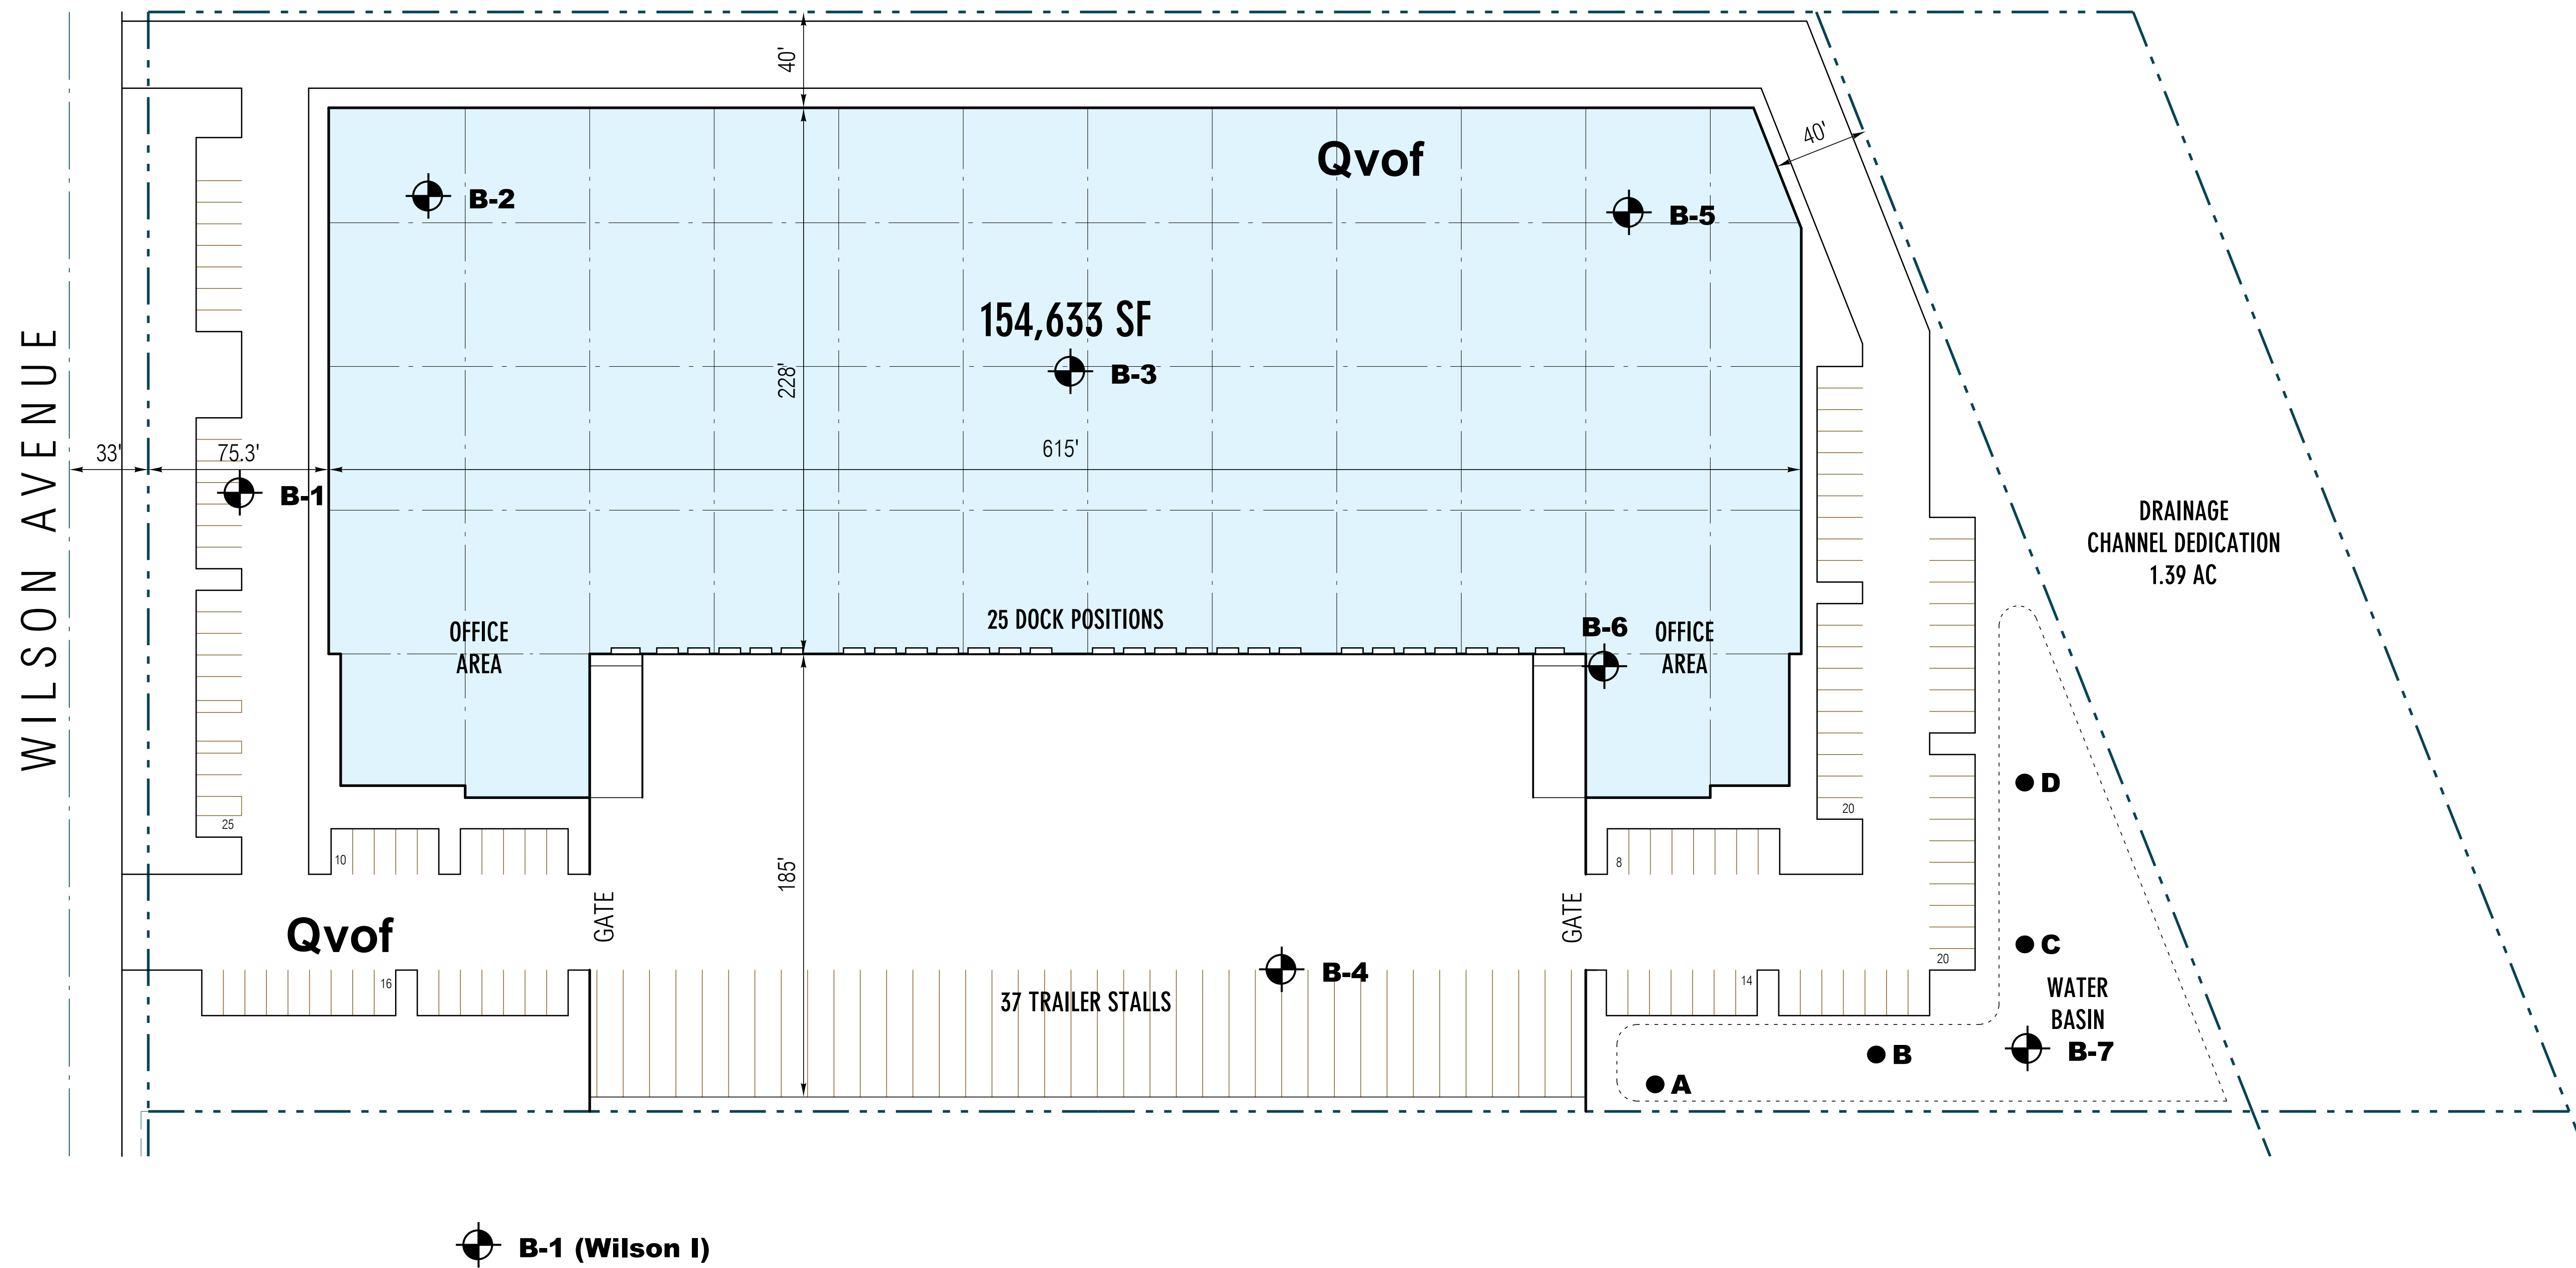 40'
Qvof
40'
B-2
B-5
154,633 SF
B-3
228'
WILSON AVENUE
33'
75.3'
615'
B-1
DRAINAGE
CHANNEL DEDICATION
1.39 AC
25 DOCK POSITIONS
OFFICE
AREA
B-6
OFFICE
AREA
D
25
20
10
8
185'
GATE
GATE
Qvof
C
20
B-4
16
14
37 TRAILER STALLS
WATER
BASIN
B
B-7
A
B-1 (Wilson I)